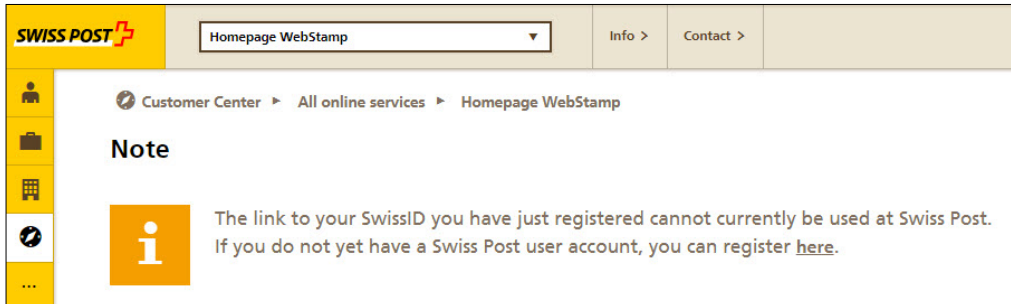 SWISS POST
Homepage WebStamp
Info >
Contact >
Customer Center ► All online services ► Homepage WebStamp
Note
The link to your SwissID you have just registered cannot currently be used at Swiss Post.
If you do not yet have a Swiss Post user account, you can register here.
...